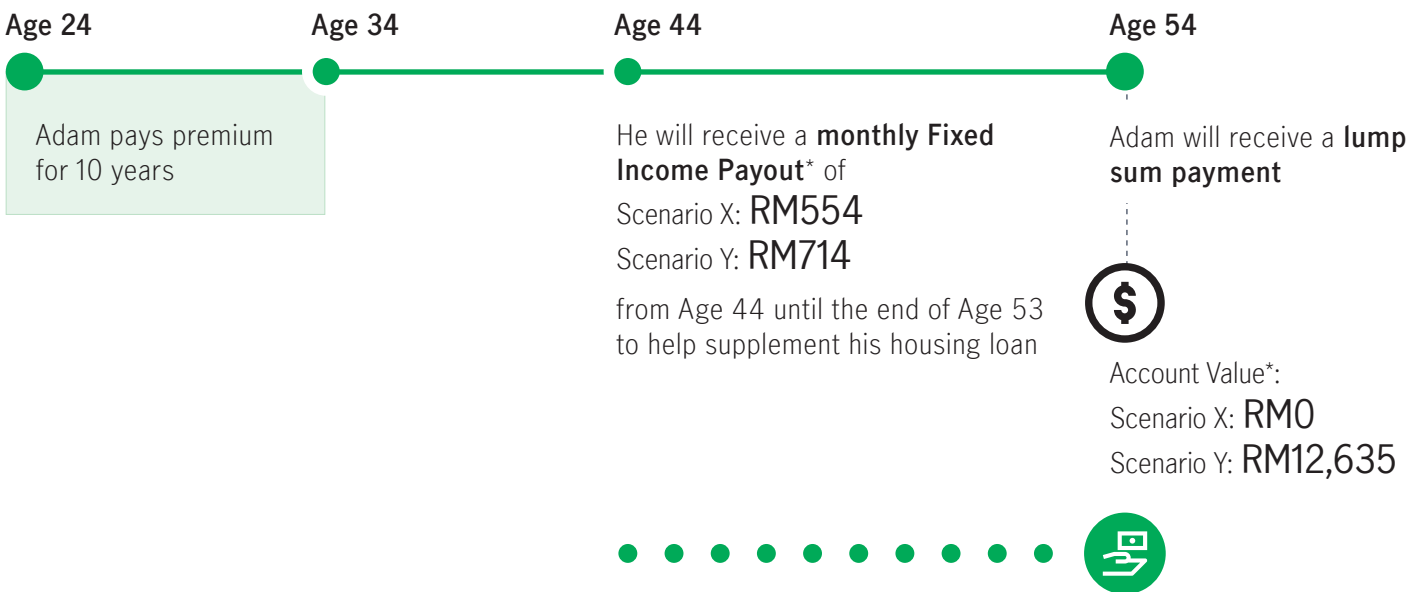 Age 24
Age 34
Age 44
Age 54
Adam pays premium
for 10 years
He will receive a monthly Fixed
Income Payout* of
Scenario X: RM554
Scenario Y: RM714
from Age 44 until the end of Age 53
to help supplement his housing loan
Adam will receive a lump
sum payment
$
Account Value*:
Scenario X: RM0
Scenario Y: RM12,635